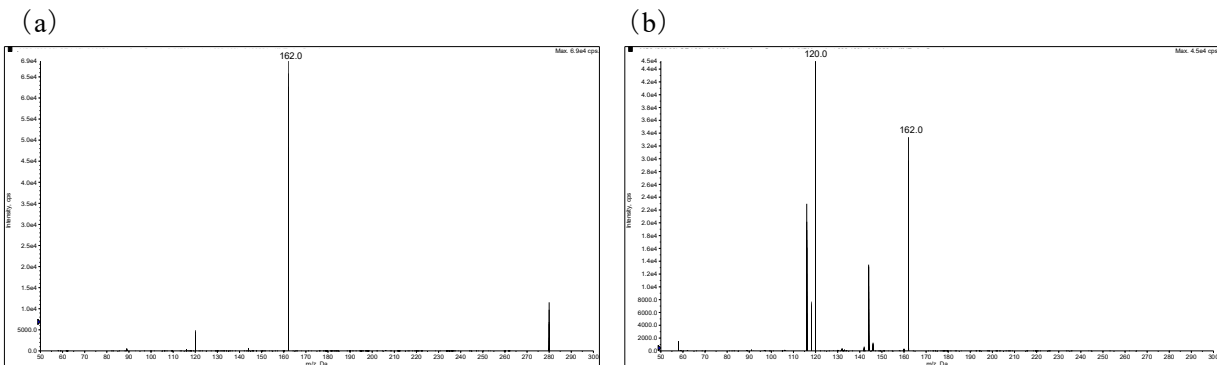 (a)
Max. 6.9e4 cps.
162.0
6.9e4
6.5e4
6.0e4
5.5e4
5.0e4
4.5e4
4.0e4
3.5e4
3.0e4
2.5e4
2.0e4
1.5e4
1.0e4
5000.0
0.0
Intensity, cps
50 60 70 80 90 100 110 120 130 140 150 160 170 180 190 200 210 220 230 240 250 260 270 280 290 300
m/z, Da
(b)
Max. 4.5e4 cps.
120.0
162.0
4.5e4
4.4e4
4.2e4
4.0e4
3.8e4
3.6e4
3.4e4
3.2e4
3.0e4
2.8e4
2.6e4
2.4e4
2.2e4
2.0e4
1.8e4
1.6e4
1.4e4
1.2e4
1.0e4
8000.0
6000.0
4000.0
2000.0
0.0
Intensity, cps
50 60 70 80 90 100 110 120 130 140 150 160 170 180 190 200 210 220 230 240 250 260 270 280 290 300
m/z, Da